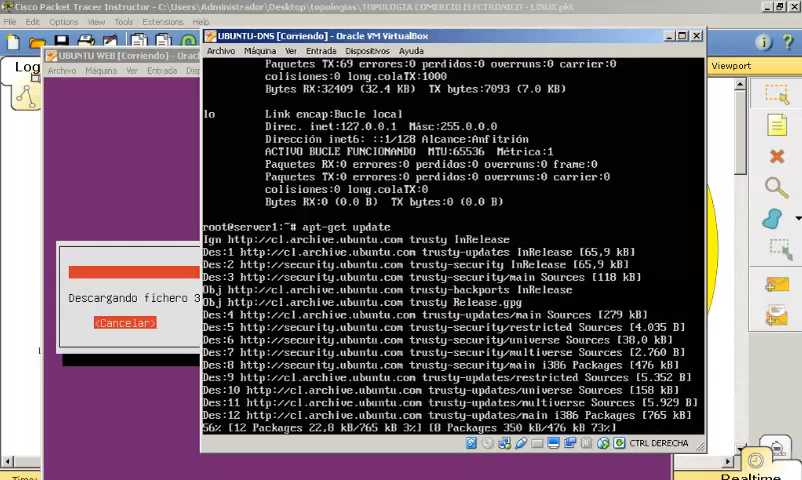 Cisco Packet Tracer Instructor - C:\Users\Administrador\Desktop\topologias\TOPOLOGIA COMERCIO ELECTRONICO - LINUX.pkt
File Edit Options View Tools Extensions Help
UBUNTU WEB [Corriendo] - Oracle
Archivo Máquina Ver Entrada
Descargando fichero 3
<Cancelar>
UBUNTU-DNS [Corriendo] - Oracle VM VirtualBox
Archivo Máquina Ver Entrada Dispositivos Ayuda
Paquetes TX:69 errores:0 perdidos:0 overruns:0 carrier:0
colisiones:0 long.colaTX:1000
Bytes RX:32409 (32.4 KB) TX bytes:7093 (7.0 KB)
lo Link encap:Bucle local
Direc. inet:127.0.0.1 Másc:255.0.0.0
Dirección inet6: ::1/128 Alcance:Anfitrión
ACTIVO BUCLE FUNCIONANDO MTU:65536 Métrica:1
Paquetes RX:0 errores:0 perdidos:0 overruns:0 frame:0
Paquetes TX:0 errores:0 perdidos:0 overruns:0 carrier:0
colisiones:0 long.colaTX:0
Bytes RX:0 (0.0 B) TX bytes:0 (0.0 B)
root@server1:~# apt-get update
Ign http://cl.archive.ubuntu.com trusty InRelease
Des:1 http://cl.archive.ubuntu.com trusty-updates InRelease [65,9 kB]
Des:2 http://security.ubuntu.com trusty-security InRelease [65,9 kB]
Des:3 http://security.ubuntu.com trusty-security/main Sources [118 kB]
Obj http://cl.archive.ubuntu.com trusty-backports InRelease
Obj http://cl.archive.ubuntu.com trusty Release.gpg
Des:4 http://cl.archive.ubuntu.com trusty-updates/main Sources [279 kB]
Des:5 http://security.ubuntu.com trusty-security/restricted Sources [4.035 B]
Des:6 http://security.ubuntu.com trusty-security/universe Sources [38,0 kB]
Des:7 http://security.ubuntu.com trusty-security/multiverse Sources [2.760 B]
Des:8 http://security.ubuntu.com trusty-security/main i386 Packages [476 kB]
Des:9 http://cl.archive.ubuntu.com trusty-updates/restricted Sources [5.352 B]
Des:10 http://cl.archive.ubuntu.com trusty-updates/universe Sources [158 kB]
Des:11 http://cl.archive.ubuntu.com trusty-updates/multiverse Sources [5.929 B]
Des:12 http://cl.archive.ubuntu.com trusty-updates/main i386 Packages [765 kB]
56% [12 Packages 22,8 kB/765 kB 3%] [8 Packages 350 kB/476 kB 73%]
CTRL DERECHA
Viewport
Realtime